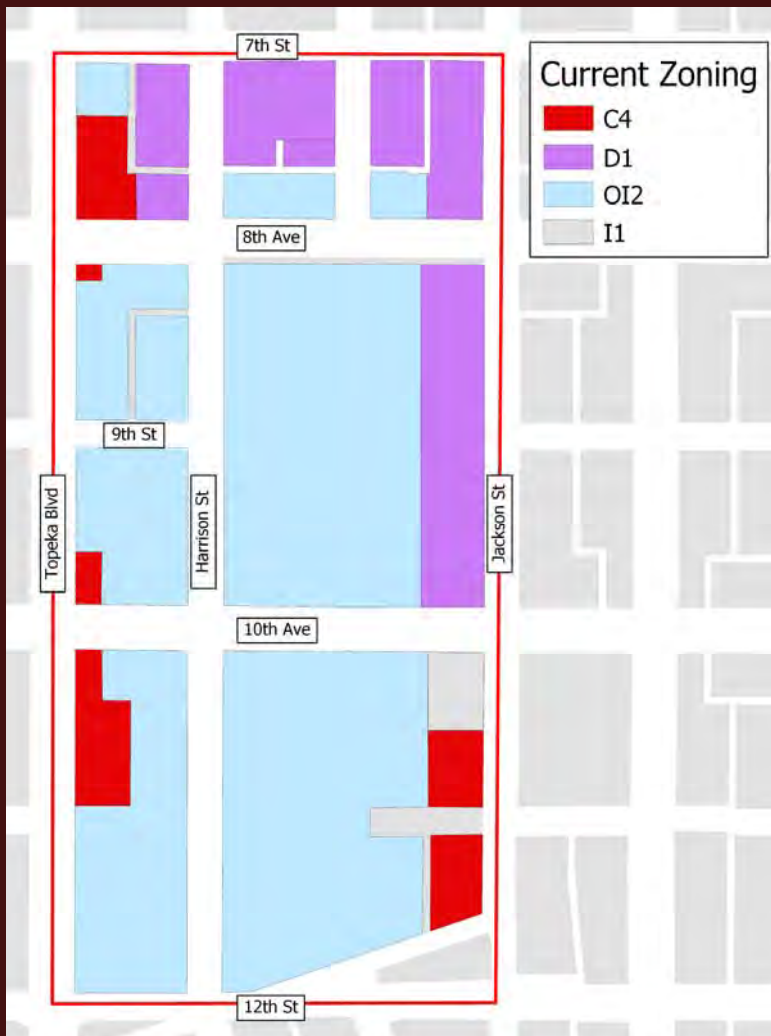 7th St
Current Zoning
C4
D1
OI2
I1
8th Ave
9th St
Topeka Blvd
Harrison St
Jackson St
10th Ave
12th St